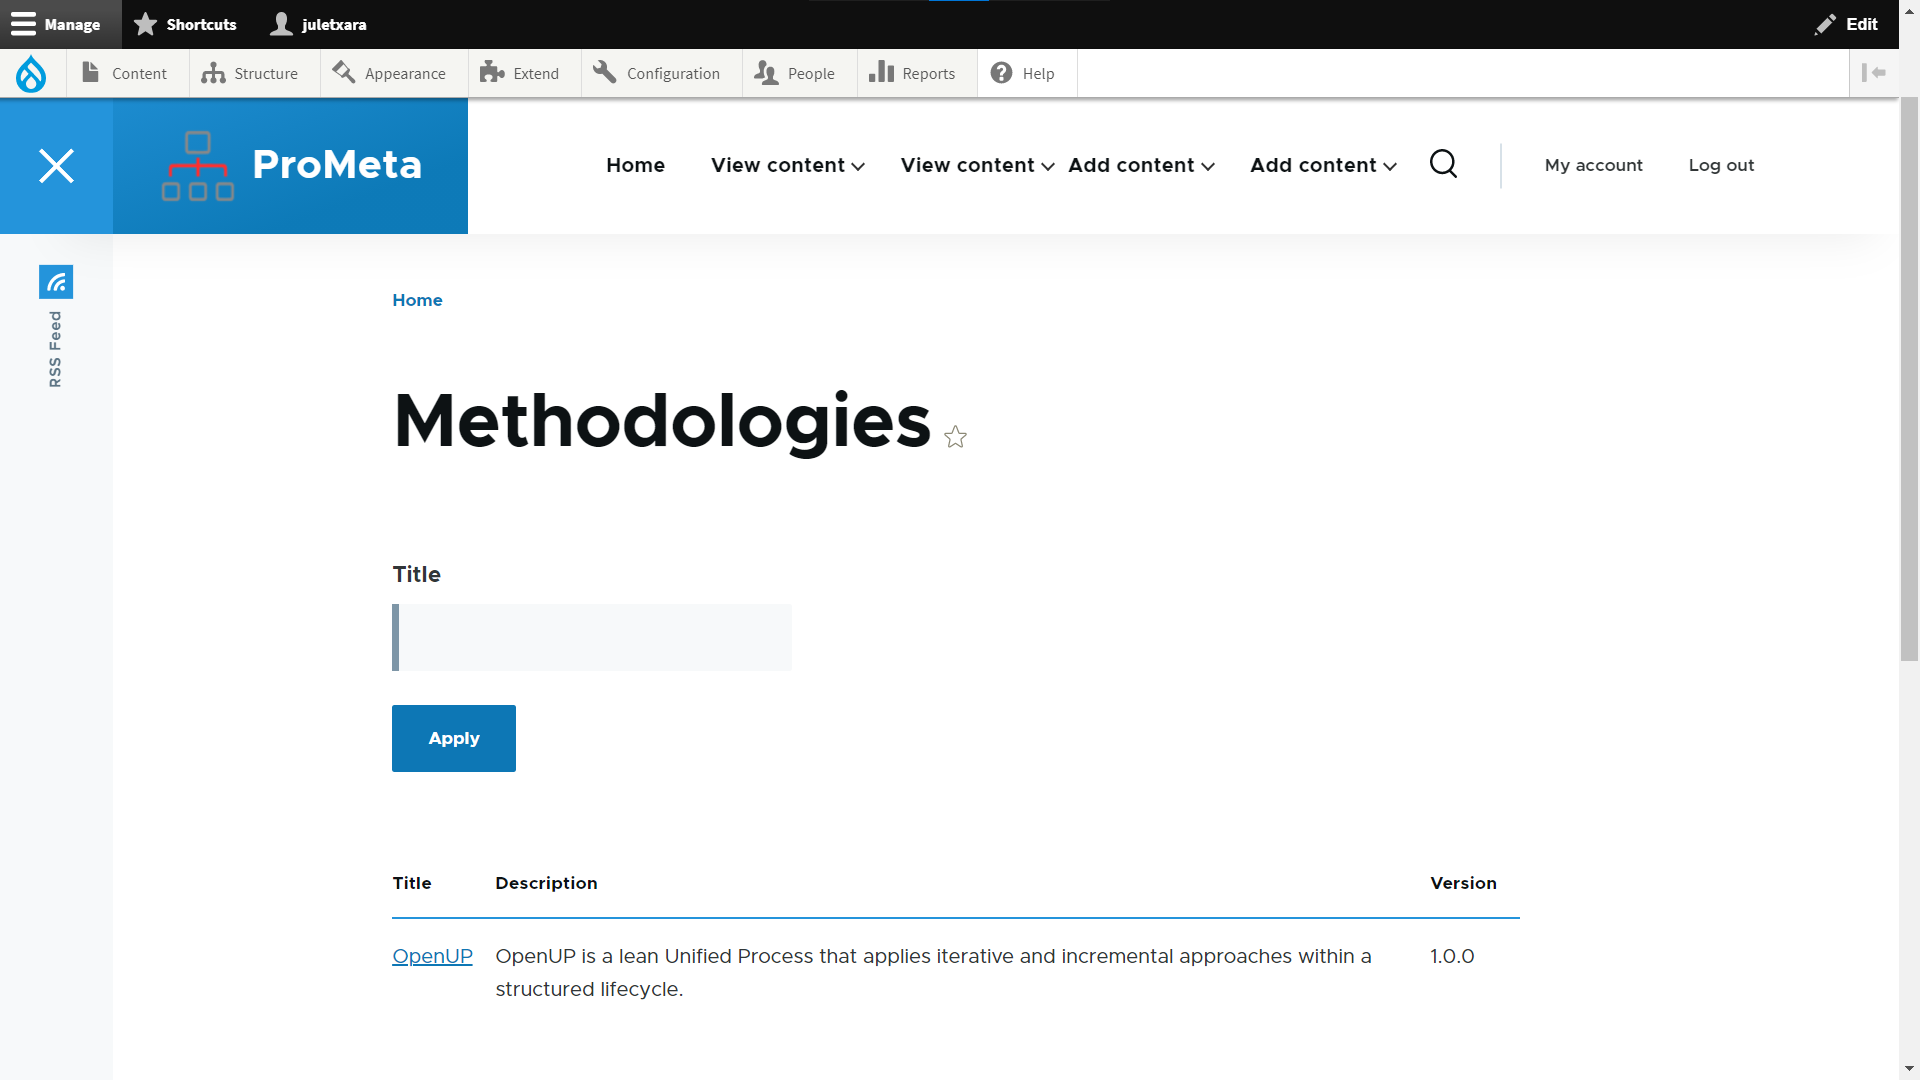 Manage Shortcuts juletxara Edit
Content Structure Appearance Extend Configuration People Reports Help
ProMeta Home View content View content Add content Add content My account Log out
RSS Feed
Home
Methodologies
Title
Apply
Title Description Version
OpenUP OpenUP is a lean Unified Process that applies iterative and incremental approaches within a 1.0.0
structured lifecycle.